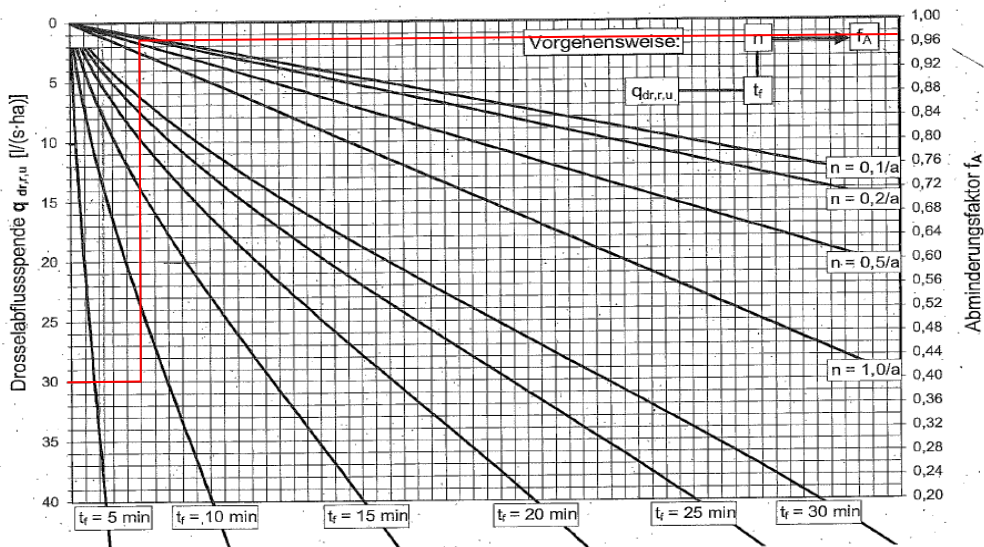 Drosselabflussspende q dr,r,u [l/(s·ha)]
0
5
10
15
20
25
30
35
40
Vorgehensweise:
n
fA
qdr,r,u
tf
n = 0,1/a
n = 0,2/a
n = 0,5/a
n = 1,0/a
1,00
0,96
0,92
0,88
0,84
0,80
0,76
0,72
0,68
0,64
0,60
0,56
0,52
0,48
0,44
0,40
0,36
0,32
0,28
0,24
0,20
Abminderungsfaktor fA
tf = 5 min
tf = 10 min
tf = 15 min
tf = 20 min
tf = 25 min
tf = 30 min